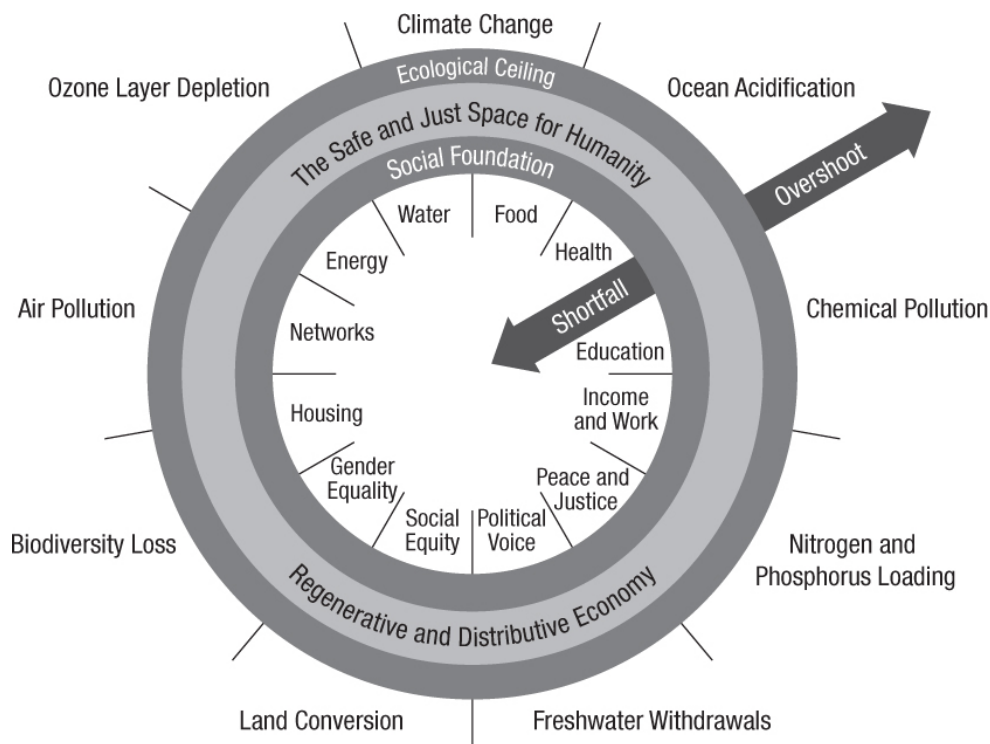 Climate Change
Ecological Ceiling
Ozone Layer Depletion
Ocean Acidification
The Safe and Just Space for Humanity
Overshoot
Social Foundation
Water
Food
Energy
Health
Shortfall
Air Pollution
Chemical Pollution
Networks
Education
Housing
Income
and Work
Gender
Equality
Peace and
Justice
Social
Equity
Political
Voice
Biodiversity Loss
Nitrogen and
Phosphorus Loading
Regenerative and Distributive Economy
Land Conversion
Freshwater Withdrawals